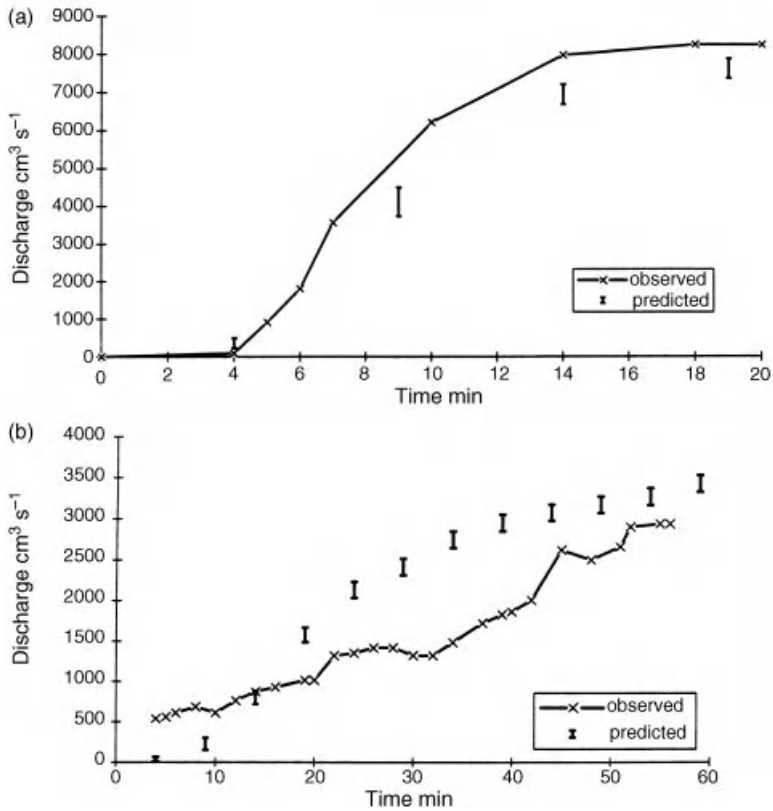 (a)
9000
8000
7000
6000
5000
4000
3000
2000
1000
0
Discharge cm³ s⁻¹
0 2 4 6 8 10 12 14 16 18 20
Time min
observed
predicted
(b)
4000
3500
3000
2500
2000
1500
1000
500
0
Discharge cm³ s⁻¹
0 10 20 30 40 50 60
Time min
observed
predicted